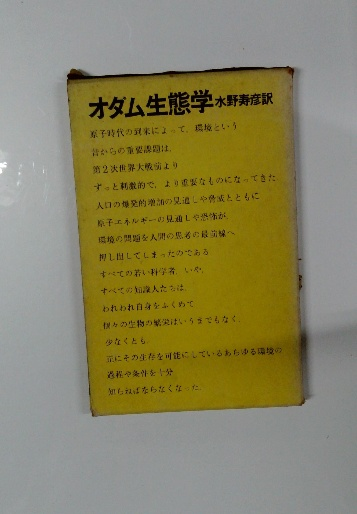 オダム生態学 水野寿彦訳
原子時代の到来によって、環境という
昔からの重要課題は、
第2次世界大戦前より
ずっと刺激的で、より重要なものになってきた
人口の爆発的増加の見通しや脅威とともに
原子エネルギーの見通しや恐怖が、
環境の問題を人間の思考の最前線へ
押し出してしまったのである
すべての若い科学者、いや、
すべての知識人たちは、
われわれ自身をふくめて
個々の生物の繁栄はいうまでもなく、
少なくとも、
正にその生存を可能にしているあらゆる環境の
過程や条件を十分
知らねばならなくなった。